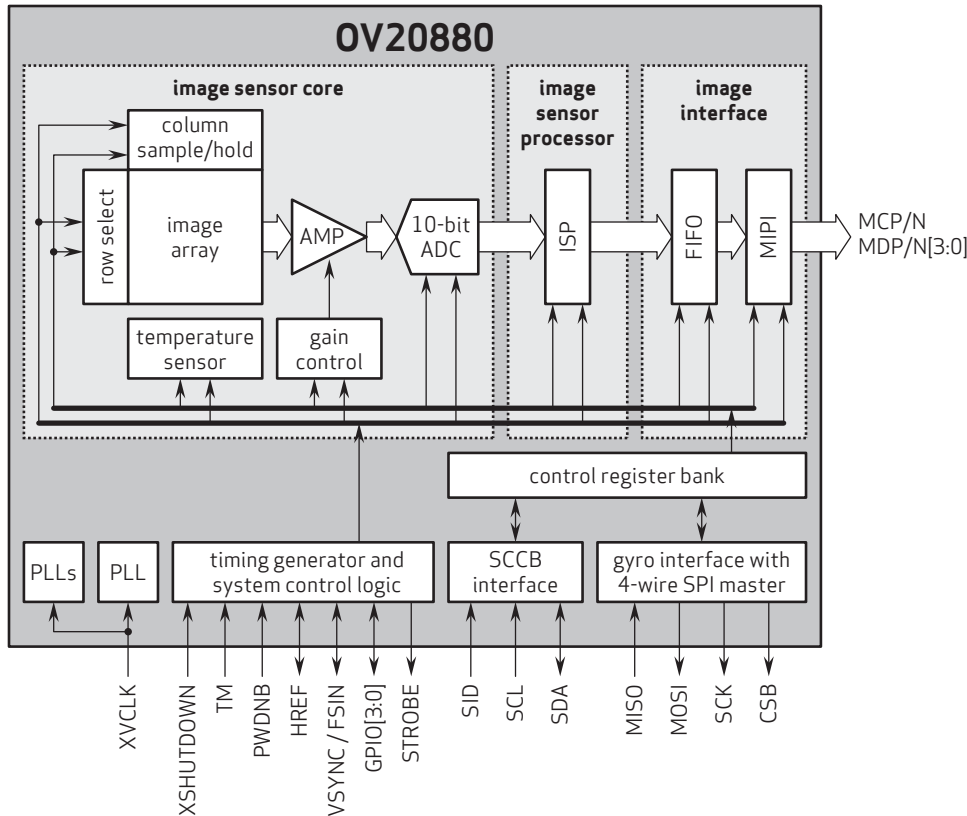 OV20880
image sensor core
image
sensor
processor
image
interface
column
sample/hold
row select
image
array
AMP
10-bit
ADC
ISP
FIFO
MIPI
MCP/N
MDP/N[3:0]
temperature
sensor
gain
control
control register bank
PLLs
PLL
timing generator and
system control logic
SCCB
interface
gyro interface with
4-wire SPI master
XVCLK
XSHUTDOWN
TM
PWDNB
HREF
VSYNC / FSIN
GPIO[3:0]
STROBE
SID
SCL
SDA
MISO
MOSI
SCK
CSB